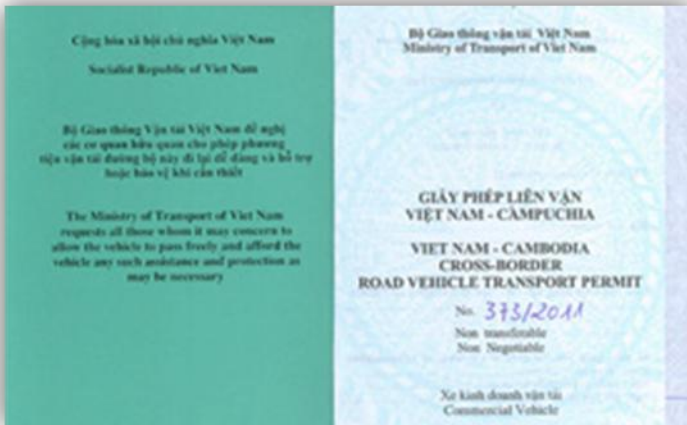 Cộng hòa xã hội chủ nghĩa Việt Nam
Socialist Republic of Viet Nam
Bộ Giao thông Vận tải Việt Nam đề nghị
các cơ quan hữu quan cho phép phương
tiện vận tải đường bộ này đi lại dễ dàng và hỗ trợ
hoặc bảo vệ khi cần thiết
The Ministry of Transport of Viet Nam
requests all those whom it may concern to
allow the vehicle to pass freely and afford the
vehicle any such assistance and protection as
may be necessary
Bộ Giao thông vận tải Việt Nam
Ministry of Transport of Viet Nam
GIẤY PHÉP LIÊN VẬN
VIỆT NAM - CAMPUCHIA
VIET NAM - CAMBODIA
CROSS-BORDER
ROAD VEHICLE TRANSPORT PERMIT
No. 373/2011
Non transferable
Non Negotiable
Xe kinh doanh vận tải
Commercial Vehicle